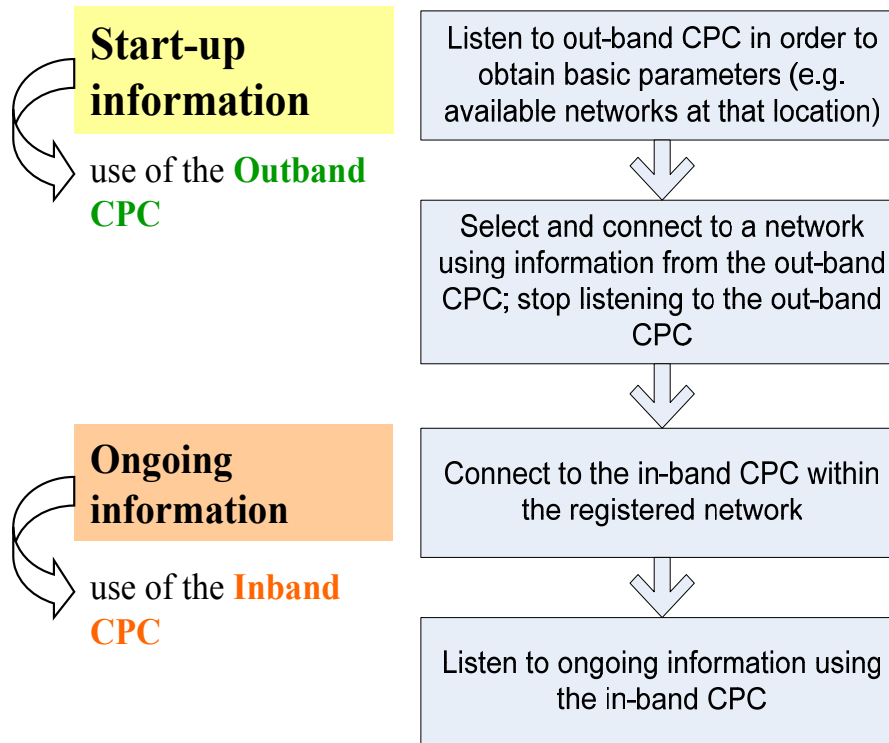 Start-up
information
use of the Outband
CPC
Ongoing
information
use of the Inband
CPC
Listen to out-band CPC in order to
obtain basic parameters (e.g.
available networks at that location)
Select and connect to a network
using information from the out-band
CPC; stop listening to the out-band
CPC
Connect to the in-band CPC within
the registered network
Listen to ongoing information using
the in-band CPC